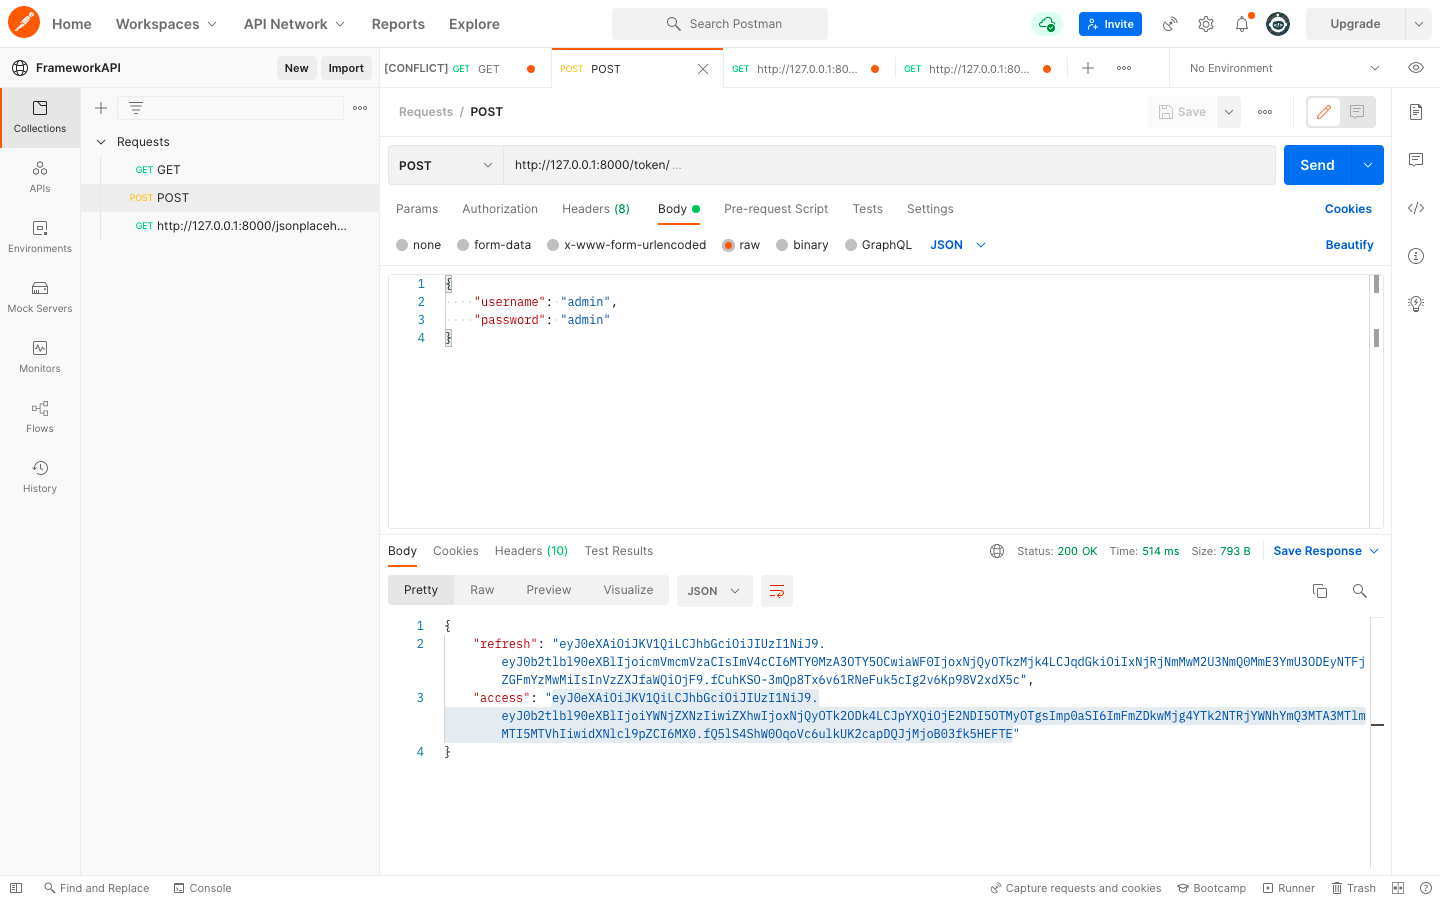 Home Workspaces API Network Reports Explore Search Postman Invite Upgrade
FrameworkAPI New Import [CONFLICT] GET GET POST POST GET http://127.0.0.1:80... GET http://127.0.0.1:80... No Environment
Collections
APIs
Environments
Mock Servers
Monitors
Flows
History
Requests
GET GET
POST POST
GET http://127.0.0.1:8000/jsonplaceh...
Requests / POST Save
POST http://127.0.0.1:8000/token/ ... Send
Params Authorization Headers (8) Body Pre-request Script Tests Settings Cookies
none form-data x-www-form-urlencoded raw binary GraphQL JSON Beautify
1 {
2 "username": "admin",
3 "password": "admin"
4 }
Body Cookies Headers (10) Test Results Status: 200 OK Time: 514 ms Size: 793 B Save Response
Pretty Raw Preview Visualize JSON
1 {
2 "refresh": "eyJ0eXAiOiJKV1QiLCJhbGciOiJIUzI1NiJ9.
eyJ0b2tlbl90eXBlIjoicmVmcmVzaCIsImV4cCI6MTY0MzA3OTY5OCwiaWF0IjoxNjQyOTkzMjk4LCJqdGkiOiIxNjRjNmMwM2U3NmQ0MmE3YmU3ODEyNTFj
ZGFmYzMwMiIsInVzZXJfaWQiOjF9.fCuhKSO-3mQp8Tx6v61RNeFuk5cIg2v6Kp98V2xdX5c",
3 "access": "eyJ0eXAiOiJKV1QiLCJhbGciOiJIUzI1NiJ9.
eyJ0b2tlbl90eXBlIjoiYWNjZXNzIiwiZXhwIjoxNjQyOTk2ODk4LCJpYXQiOjE2NDI5OTMyOTgsImp0aSI6ImFmZDkwMjg4YTk2NTRjYWNhYmQ3MTA3MTlm
MTI5MTVhIiwidXNlcl9pZCI6MX0.fQ5lS4ShW0OqoVc6ulkUK2capDQJjMjoB03fk5HEFTE"
4 }
Find and Replace Console Capture requests and cookies Bootcamp Runner Trash